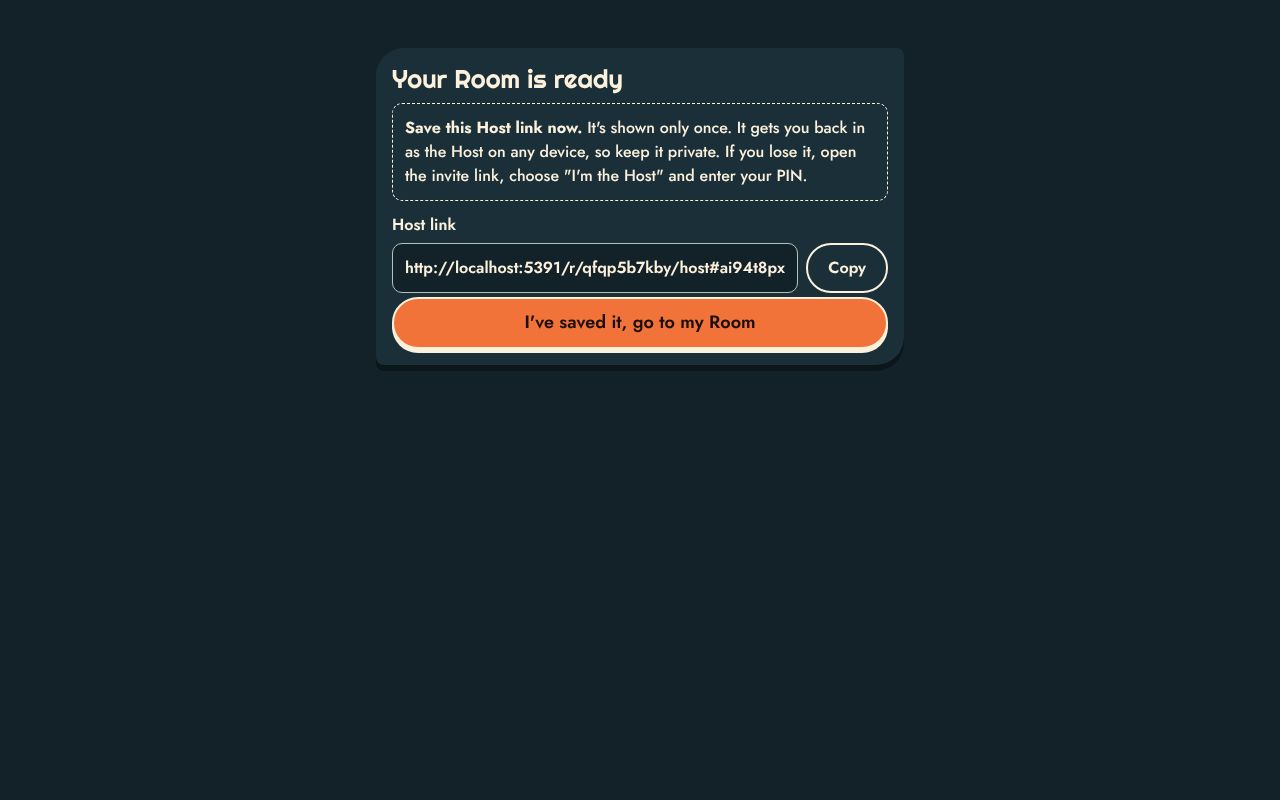 Your Room is ready
Save this Host link now. It's shown only once. It gets you back in
as the Host on any device, so keep it private. If you lose it, open
the invite link, choose "I'm the Host" and enter your PIN.
Host link
http://localhost:5391/r/qfqp5b7kby/host#ai94t8px
Copy
I've saved it, go to my Room